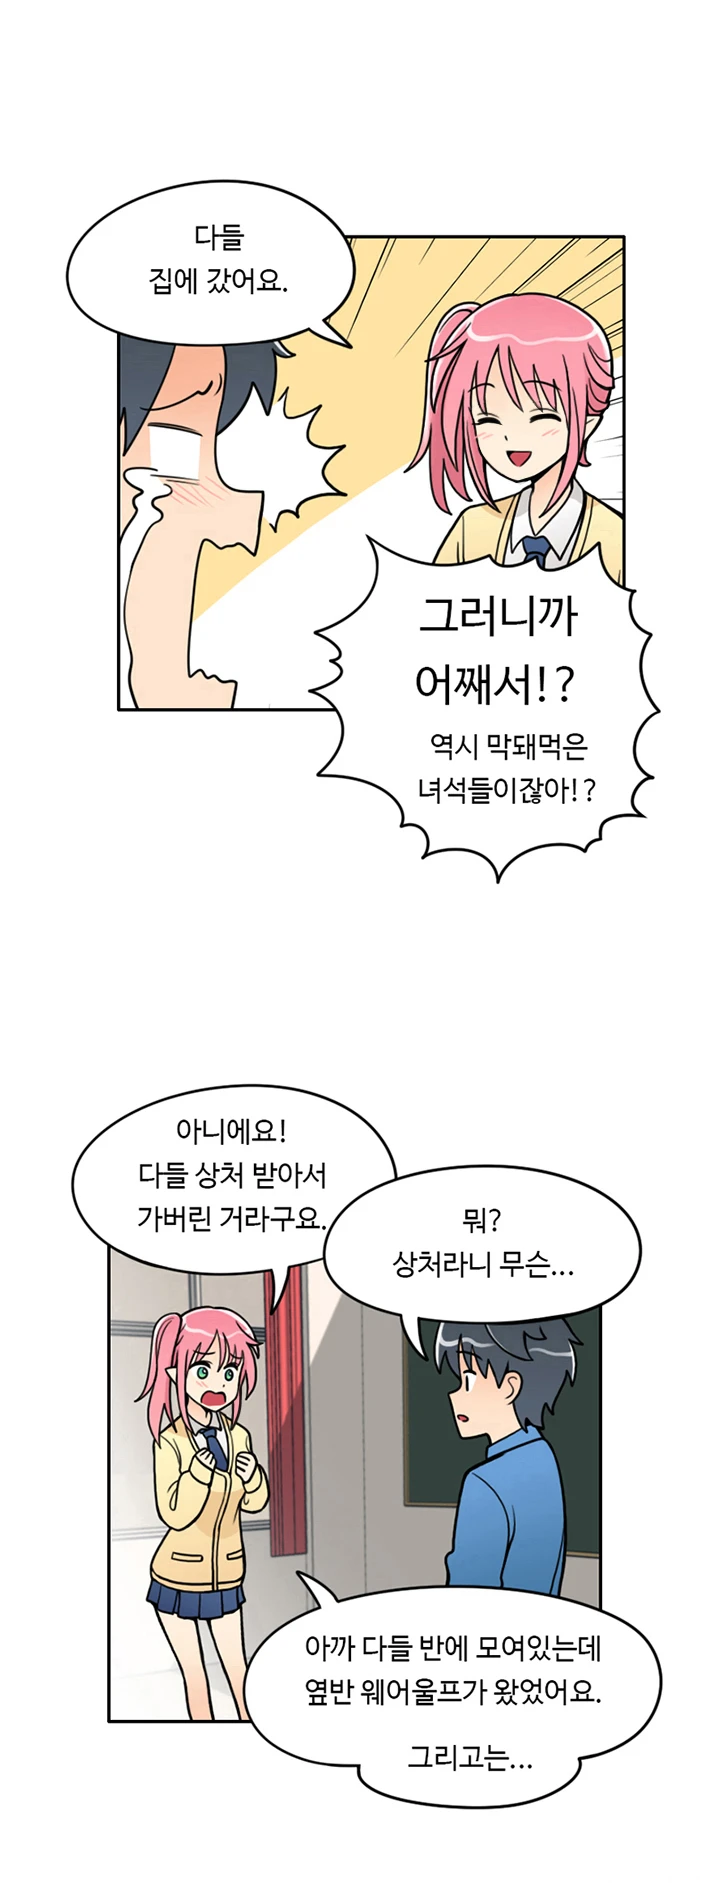 다들
집에 갔어요.
그러니까
어째서!?
역시 막돼먹은
녀석들이잖아!?
아니에요!
다들 상처 받아서
가버린 거라구요.
뭐?
상처라니 무슨...
아까 다들 반에 모여있는데
옆반 웨어울프가 왔었어요.
그리고는...